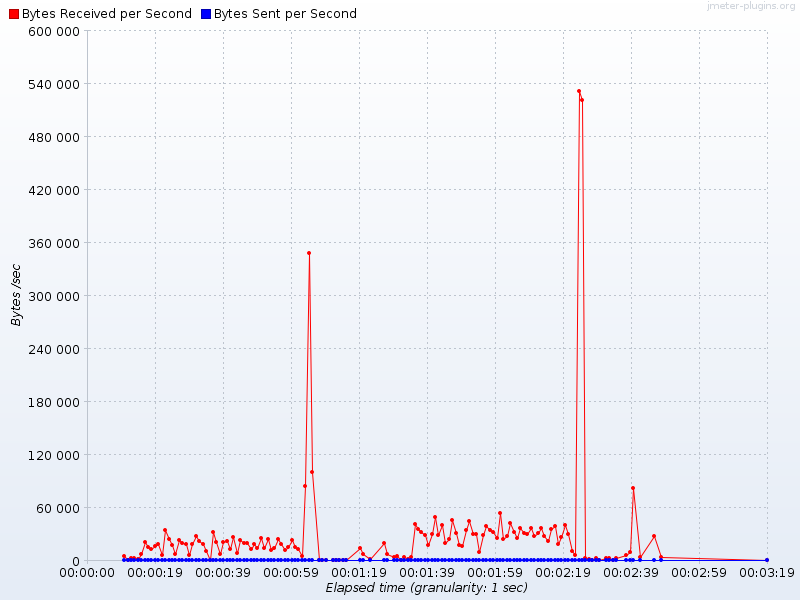 jmeter-plugins.org
Bytes Received per Second Bytes Sent per Second
600 000
540 000
480 000
420 000
360 000
300 000
240 000
180 000
120 000
60 000
0
Bytes /sec
00:00:00 00:00:19 00:00:39 00:00:59 00:01:19 00:01:39 00:01:59 00:02:19 00:02:39 00:02:59 00:03:19
Elapsed time (granularity: 1 sec)